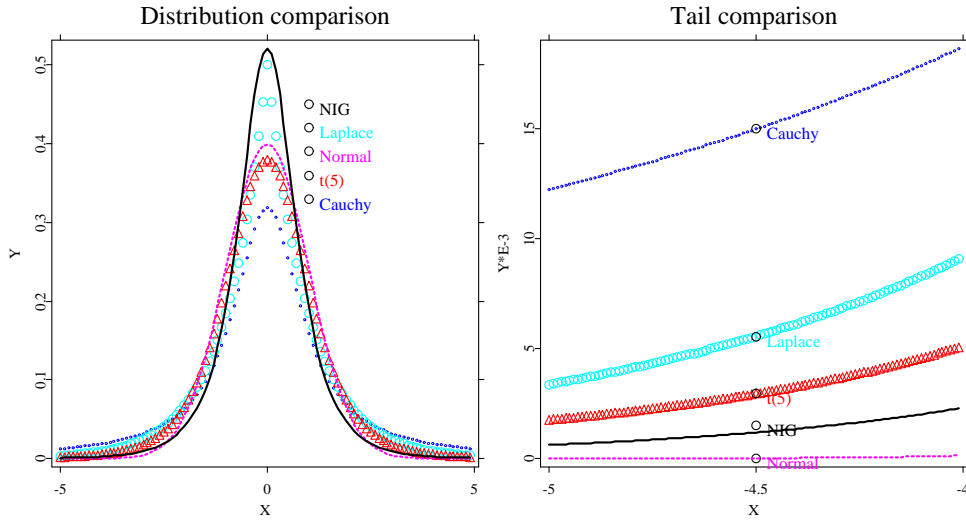 Distribution comparison
Y
0.5
0.4
0.3
0.2
0.1
0
NIG
Laplace
Normal
t(5)
Cauchy
-5
0
5
X
Tail comparison
Y*E-3
15
10
5
0
Cauchy
Laplace
t(5)
NIG
Normal
-5
-4.5
-4
X